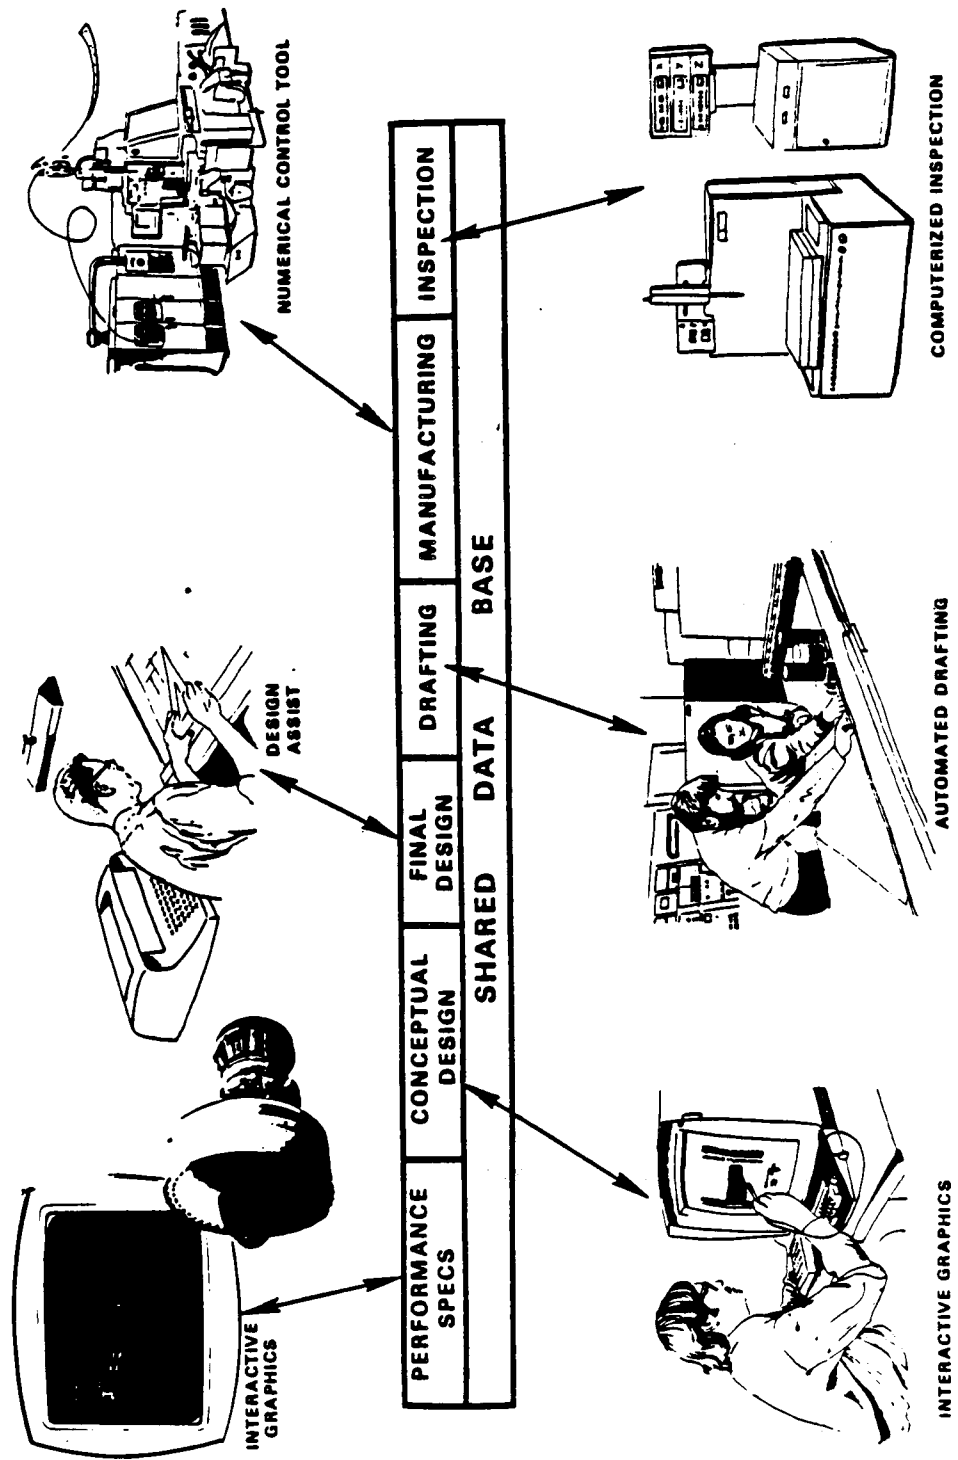 INTERACTIVE
GRAPHICS
DESIGN
ASSIST
NUMERICAL CONTROL TOOL
PERFORMANCE
SPECS
CONCEPTUAL
DESIGN
FINAL
DESIGN
DRAFTING
MANUFACTURING
INSPECTION
SHARED DATA BASE
X
Y
Z
INTERACTIVE GRAPHICS
AUTOMATED DRAFTING
COMPUTERIZED INSPECTION